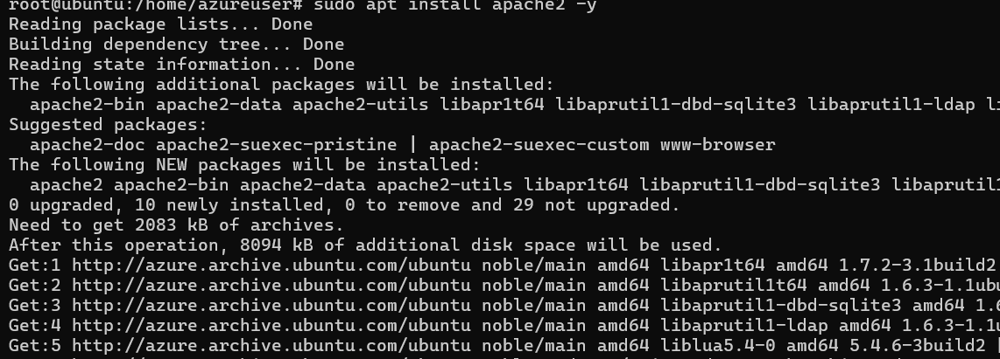 root@ubuntu:/home/azureuser# sudo apt install apache2 -y
Reading package lists... Done
Building dependency tree... Done
Reading state information... Done
The following additional packages will be installed:
  apache2-bin apache2-data apache2-utils libapr1t64 libaprutil1-dbd-sqlite3 libaprutil1-ldap li
Suggested packages:
  apache2-doc apache2-suexec-pristine | apache2-suexec-custom www-browser
The following NEW packages will be installed:
  apache2 apache2-bin apache2-data apache2-utils libapr1t64 libaprutil1-dbd-sqlite3 libaprutil1
0 upgraded, 10 newly installed, 0 to remove and 29 not upgraded.
Need to get 2083 kB of archives.
After this operation, 8094 kB of additional disk space will be used.
Get:1 http://azure.archive.ubuntu.com/ubuntu noble/main amd64 libapr1t64 amd64 1.7.2-3.1build2
Get:2 http://azure.archive.ubuntu.com/ubuntu noble/main amd64 libaprutil1t64 amd64 1.6.3-1.1ubu
Get:3 http://azure.archive.ubuntu.com/ubuntu noble/main amd64 libaprutil1-dbd-sqlite3 amd64 1.6
Get:4 http://azure.archive.ubuntu.com/ubuntu noble/main amd64 libaprutil1-ldap amd64 1.6.3-1.1u
Get:5 http://azure.archive.ubuntu.com/ubuntu noble/main amd64 liblua5.4-0 amd64 5.4.6-3build2